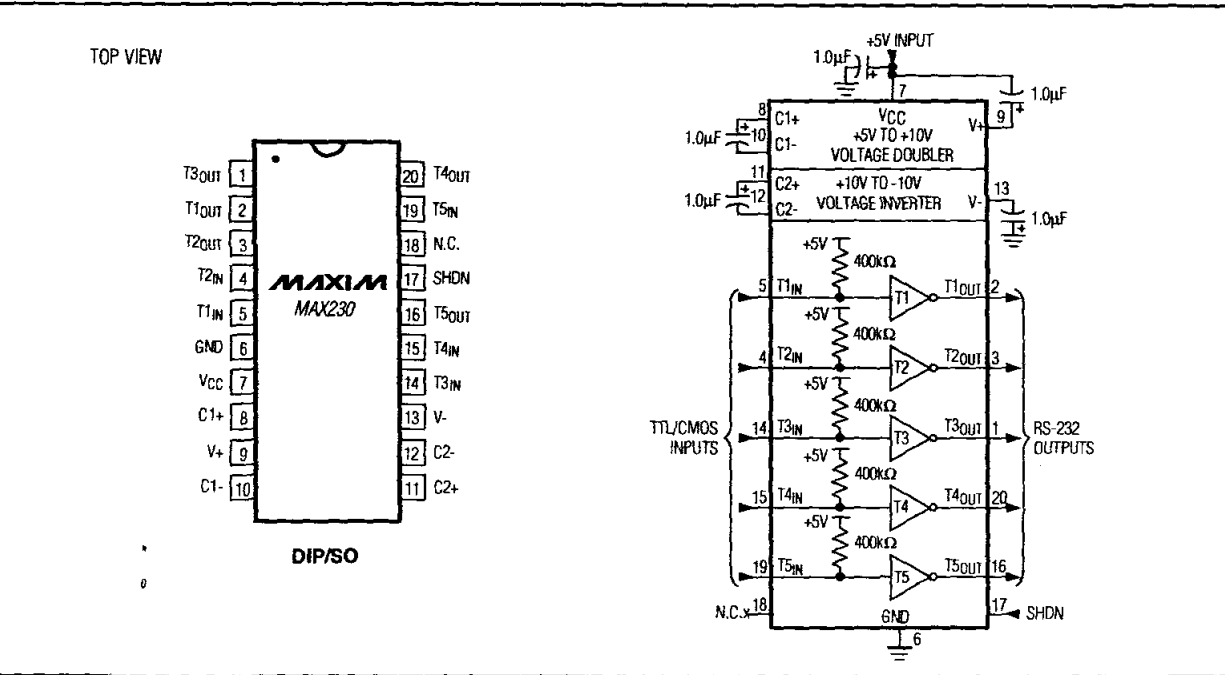 TOP VIEW
T3OUT 1
T1OUT 2
T2OUT 3
T2IN 4
T1IN 5
GND 6
VCC 7
C1+ 8
V+ 9
C1- 10
MAXIM
MAX230
20 T4OUT
19 T5IN
18 N.C.
17 SHDN
16 T5OUT
15 T4IN
14 T3IN
13 V-
12 C2-
11 C2+
DIP/SO
+5V INPUT
1.0µF +
7
1.0µF
+
8 C1+
1.0µF + 10 C1-
VCC
+5V TO +10V
VOLTAGE DOUBLER
V+ 9
11 C2+
1.0µF + 12 C2-
+10V TO -10V
VOLTAGE INVERTER
V- 13
1.0µF
+
+5V
400kΩ
5 T1IN T1 T1OUT 2
+5V
400kΩ
4 T2IN T2 T2OUT 3
+5V
400kΩ
14 T3IN T3 T3OUT 1
+5V
400kΩ
15 T4IN T4 T4OUT 20
+5V
400kΩ
19 T5IN T5 T5OUT 16
TTL/CMOS
INPUTS
RS-232
OUTPUTS
N.C. x 18
GND
6
17 SHDN